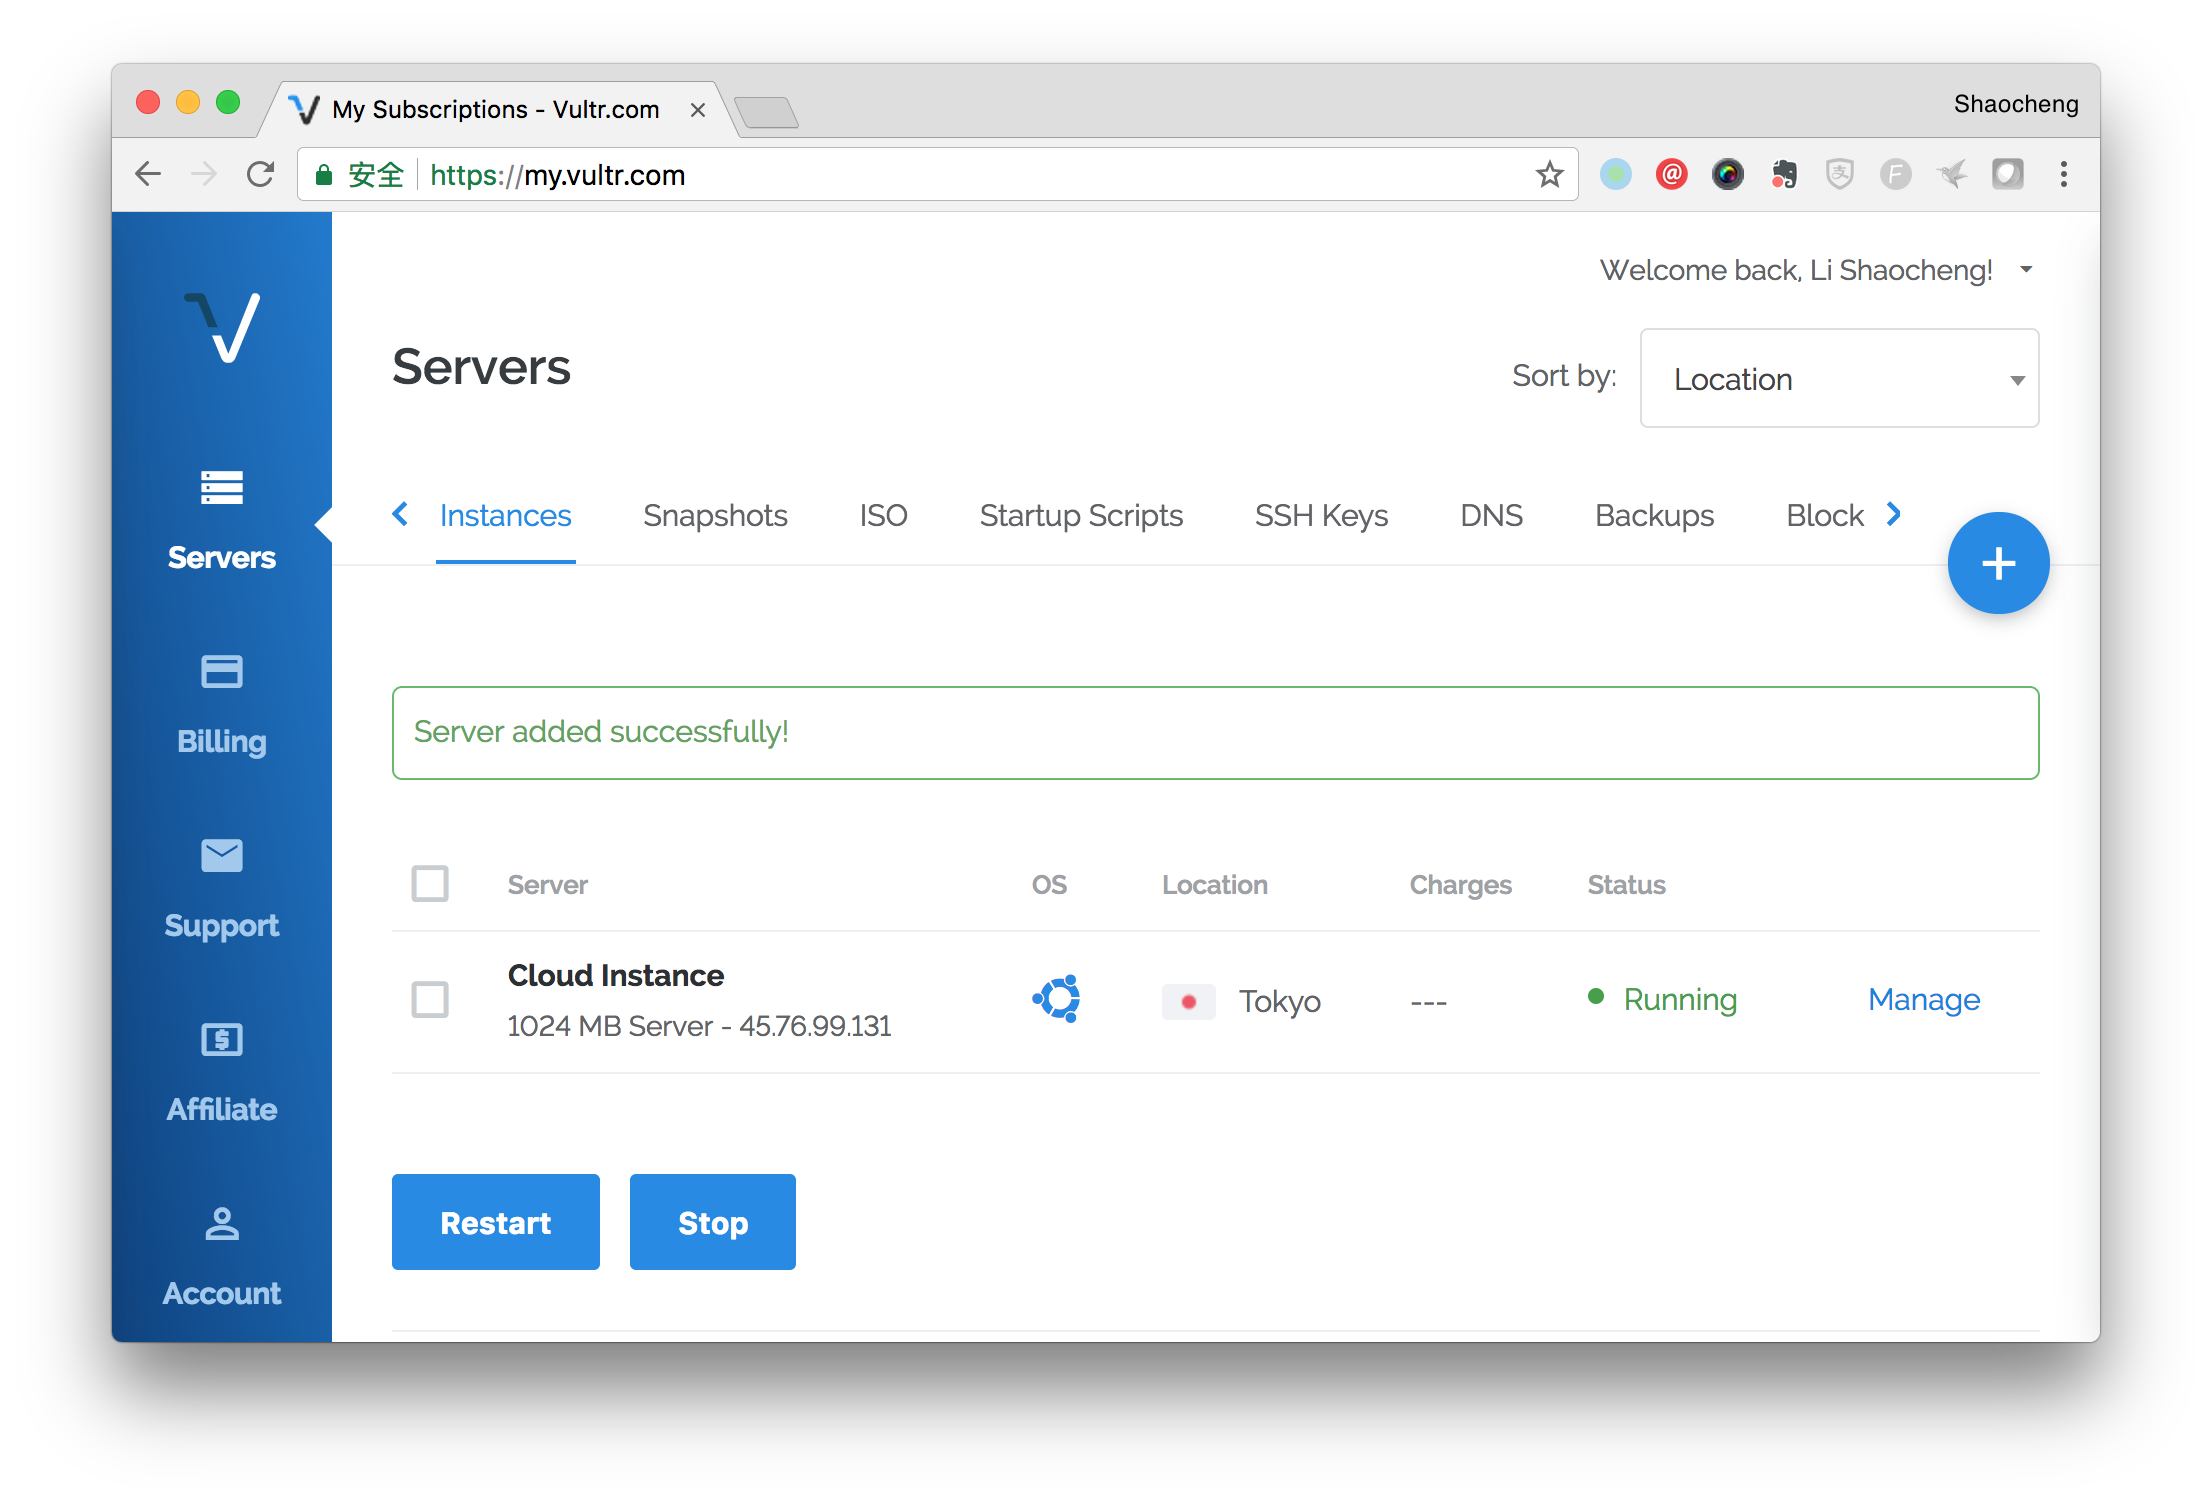 My Subscriptions - Vultr.com
Shaocheng
安全 https://my.vultr.com
Welcome back, Li Shaocheng!
Servers
Sort by: Location
Instances Snapshots ISO Startup Scripts SSH Keys DNS Backups Block
Servers
Billing
Support
Affiliate
Account
Server added successfully!
Server OS Location Charges Status
Cloud Instance
1024 MB Server - 45.76.99.131
Tokyo --- Running Manage
Restart Stop